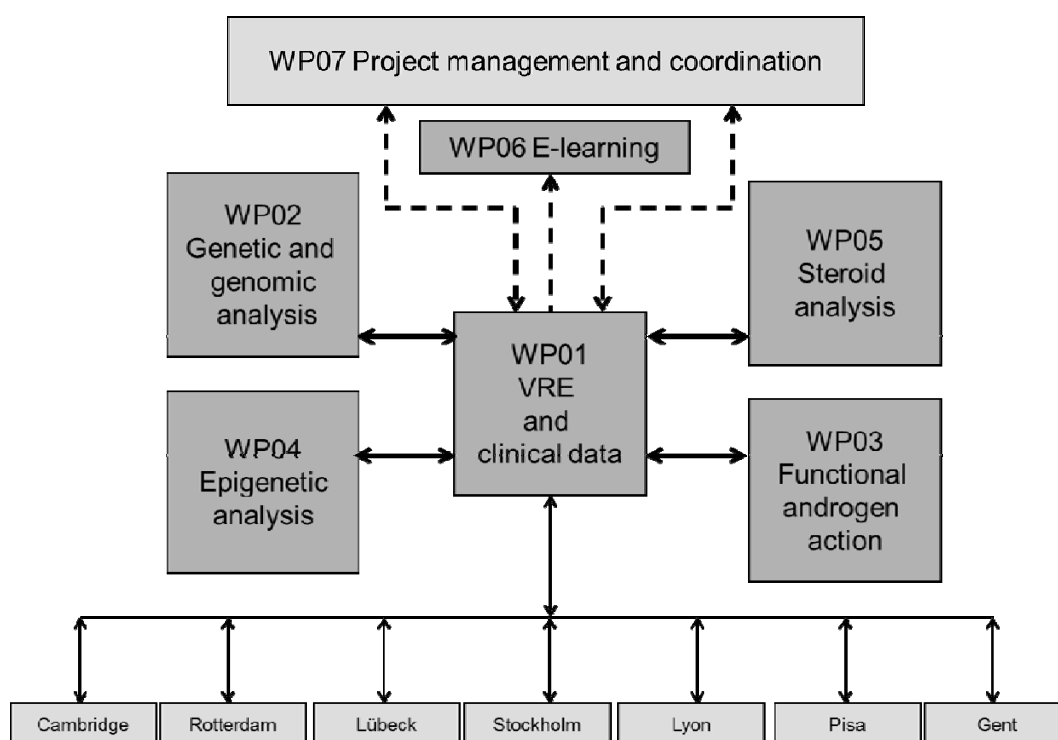 WP07 Project management and coordination
WP06 E-learning
WP02
Genetic and
genomic
analysis
WP05
Steroid
analysis
WP01
VRE
and
clinical data
WP04
Epigenetic
analysis
WP03
Functional
androgen
action
Cambridge
Rotterdam
Lübeck
Stockholm
Lyon
Pisa
Gent